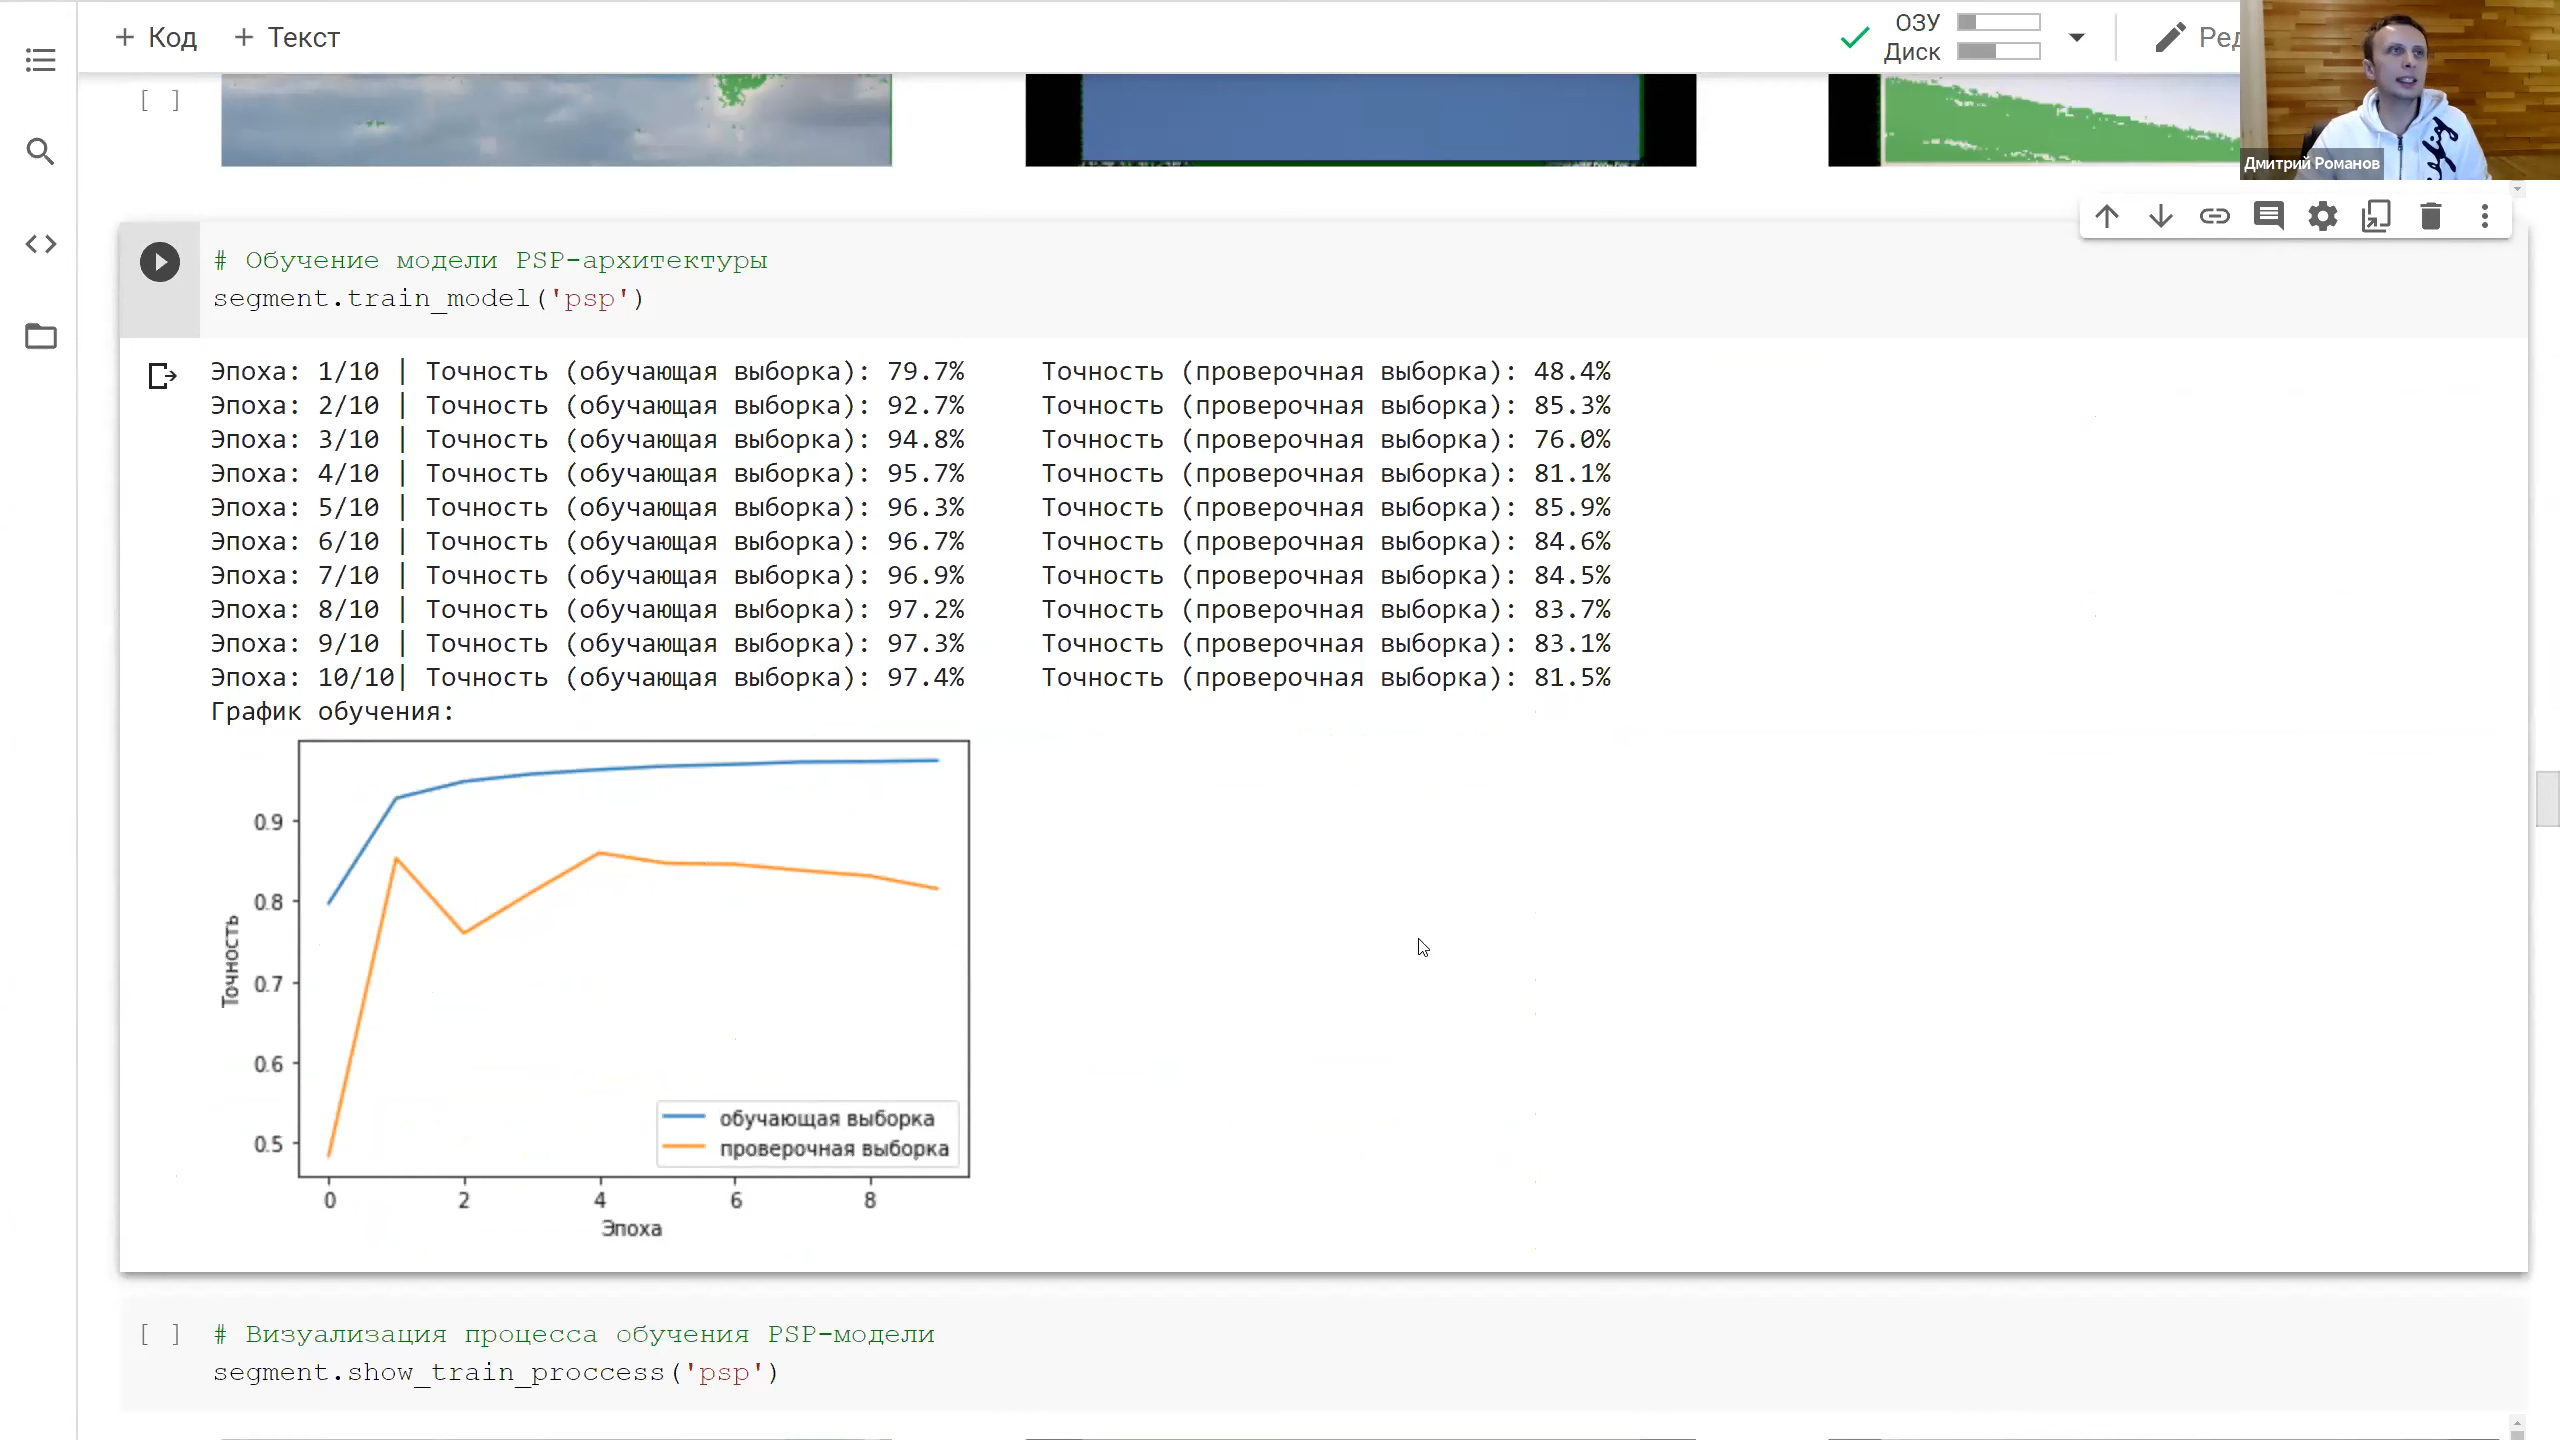 + Код + Текст
ОЗУ
Диск
Ред
Дмитрий Романов
[ ]
# Обучение модели PSP-архитектуры
segment.train_model('psp')
Эпоха: 1/10 | Точность (обучающая выборка): 79.7% Точность (проверочная выборка): 48.4%
Эпоха: 2/10 | Точность (обучающая выборка): 92.7% Точность (проверочная выборка): 85.3%
Эпоха: 3/10 | Точность (обучающая выборка): 94.8% Точность (проверочная выборка): 76.0%
Эпоха: 4/10 | Точность (обучающая выборка): 95.7% Точность (проверочная выборка): 81.1%
Эпоха: 5/10 | Точность (обучающая выборка): 96.3% Точность (проверочная выборка): 85.9%
Эпоха: 6/10 | Точность (обучающая выборка): 96.7% Точность (проверочная выборка): 84.6%
Эпоха: 7/10 | Точность (обучающая выборка): 96.9% Точность (проверочная выборка): 84.5%
Эпоха: 8/10 | Точность (обучающая выборка): 97.2% Точность (проверочная выборка): 83.7%
Эпоха: 9/10 | Точность (обучающая выборка): 97.3% Точность (проверочная выборка): 83.1%
Эпоха: 10/10| Точность (обучающая выборка): 97.4% Точность (проверочная выборка): 81.5%
График обучения:
0.9
0.8
0.7
0.6
0.5
Точность
обучающая выборка
проверочная выборка
0 2 4 6 8
Эпоха
[ ] # Визуализация процесса обучения PSP-модели
segment.show_train_proccess('psp')